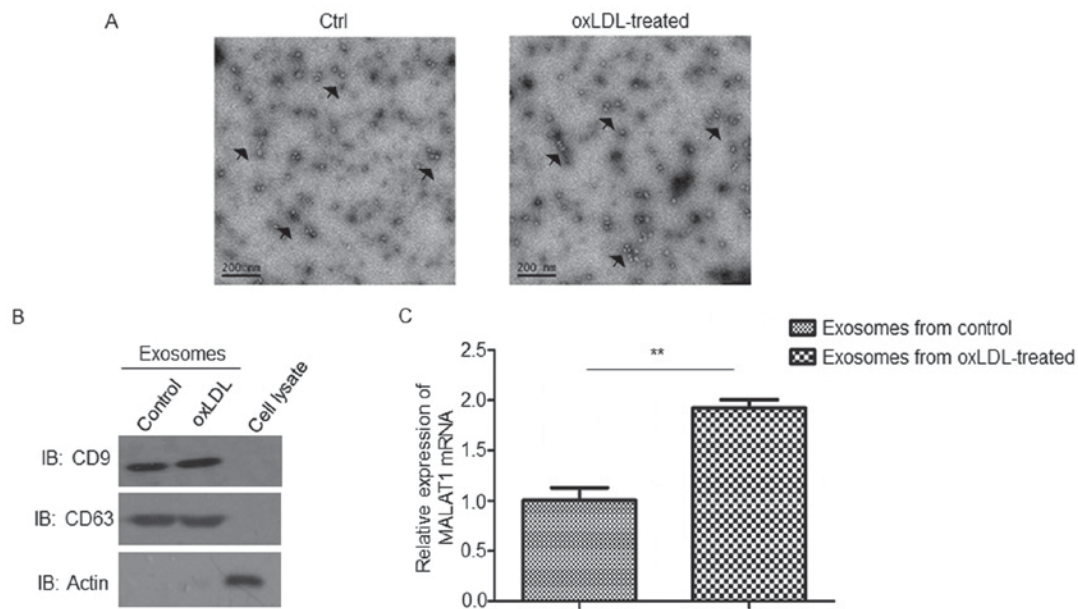 A
Ctrl
oxLDL-treated
200 nm
200 nm
B
Exosomes
Control
oxLDL
Cell lysate
IB: CD9
IB: CD63
IB: Actin
C
Exosomes from control
Exosomes from oxLDL-treated
Relative expression of
MALAT1 mRNA
2.5
2.0
1.5
1.0
0.5
0.0
**